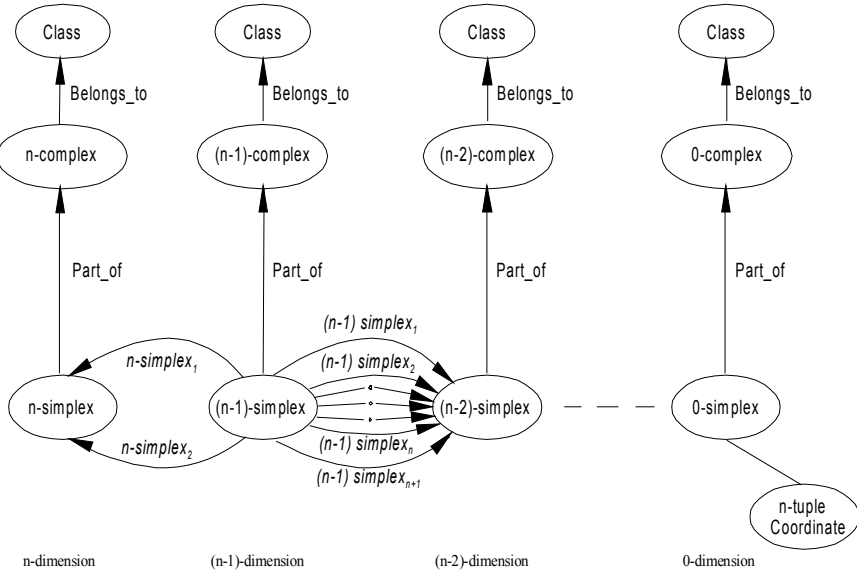 Class Class Class Class
Belongs_to Belongs_to Belongs_to Belongs_to
n-complex (n-1)-complex (n-2)-complex 0-complex
Part_of Part_of Part_of Part_of
(n-1) simplex1
n-simplex1 (n-1) simplex2
n-simplex (n-1)-simplex (n-2)-simplex 0-simplex
n-simplex2 (n-1) simplexn
(n-1) simplexn+1
n-tuple
Coordinate
n-dimension (n-1)-dimension (n-2)-dimension 0-dimension